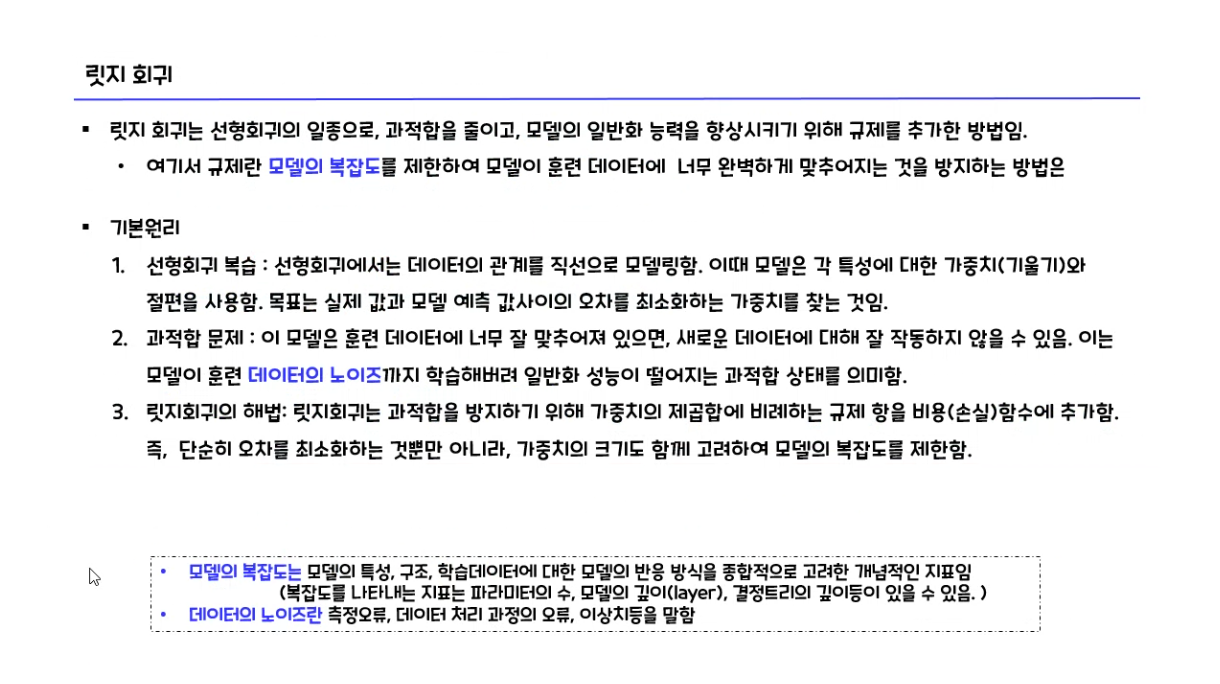 릿지 회귀
▪ 릿지 회귀는 선형회귀의 일종으로, 과적합을 줄이고, 모델의 일반화 능력을 향상시키기 위해 규제를 추가한 방법임.
• 여기서 규제란 모델의 복잡도를 제한하여 모델이 훈련 데이터에 너무 완벽하게 맞추어지는 것을 방지하는 방법은
▪ 기본원리
1. 선형회귀 복습 : 선형회귀에서는 데이터의 관계를 직선으로 모델링함. 이때 모델은 각 특성에 대한 가중치(기울기)와
절편을 사용함. 목표는 실제 값과 모델 예측 값사이의 오차를 최소화하는 가중치를 찾는 것임.
2. 과적합 문제 : 이 모델은 훈련 데이터에 너무 잘 맞추어져 있으면, 새로운 데이터에 대해 잘 작동하지 않을 수 있음. 이는
모델이 훈련 데이터의 노이즈까지 학습해버려 일반화 성능이 떨어지는 과적합 상태를 의미함.
3. 릿지회귀의 해법: 릿지회귀는 과적합을 방지하기 위해 가중치의 제곱합에 비례하는 규제 항을 비용(손실)함수에 추가함.
즉, 단순히 오차를 최소화하는 것뿐만 아니라, 가중치의 크기도 함께 고려하여 모델의 복잡도를 제한함.
• 모델의 복잡도는 모델의 특성, 구조, 학습데이터에 대한 모델의 반응 방식을 종합적으로 고려한 개념적인 지표임
(복잡도를 나타내는 지표는 파라미터의 수, 모델의 깊이(layer), 결정트리의 깊이등이 있을 수 있음. )
• 데이터의 노이즈란 측정오류, 데이터 처리 과정의 오류, 이상치등을 말함